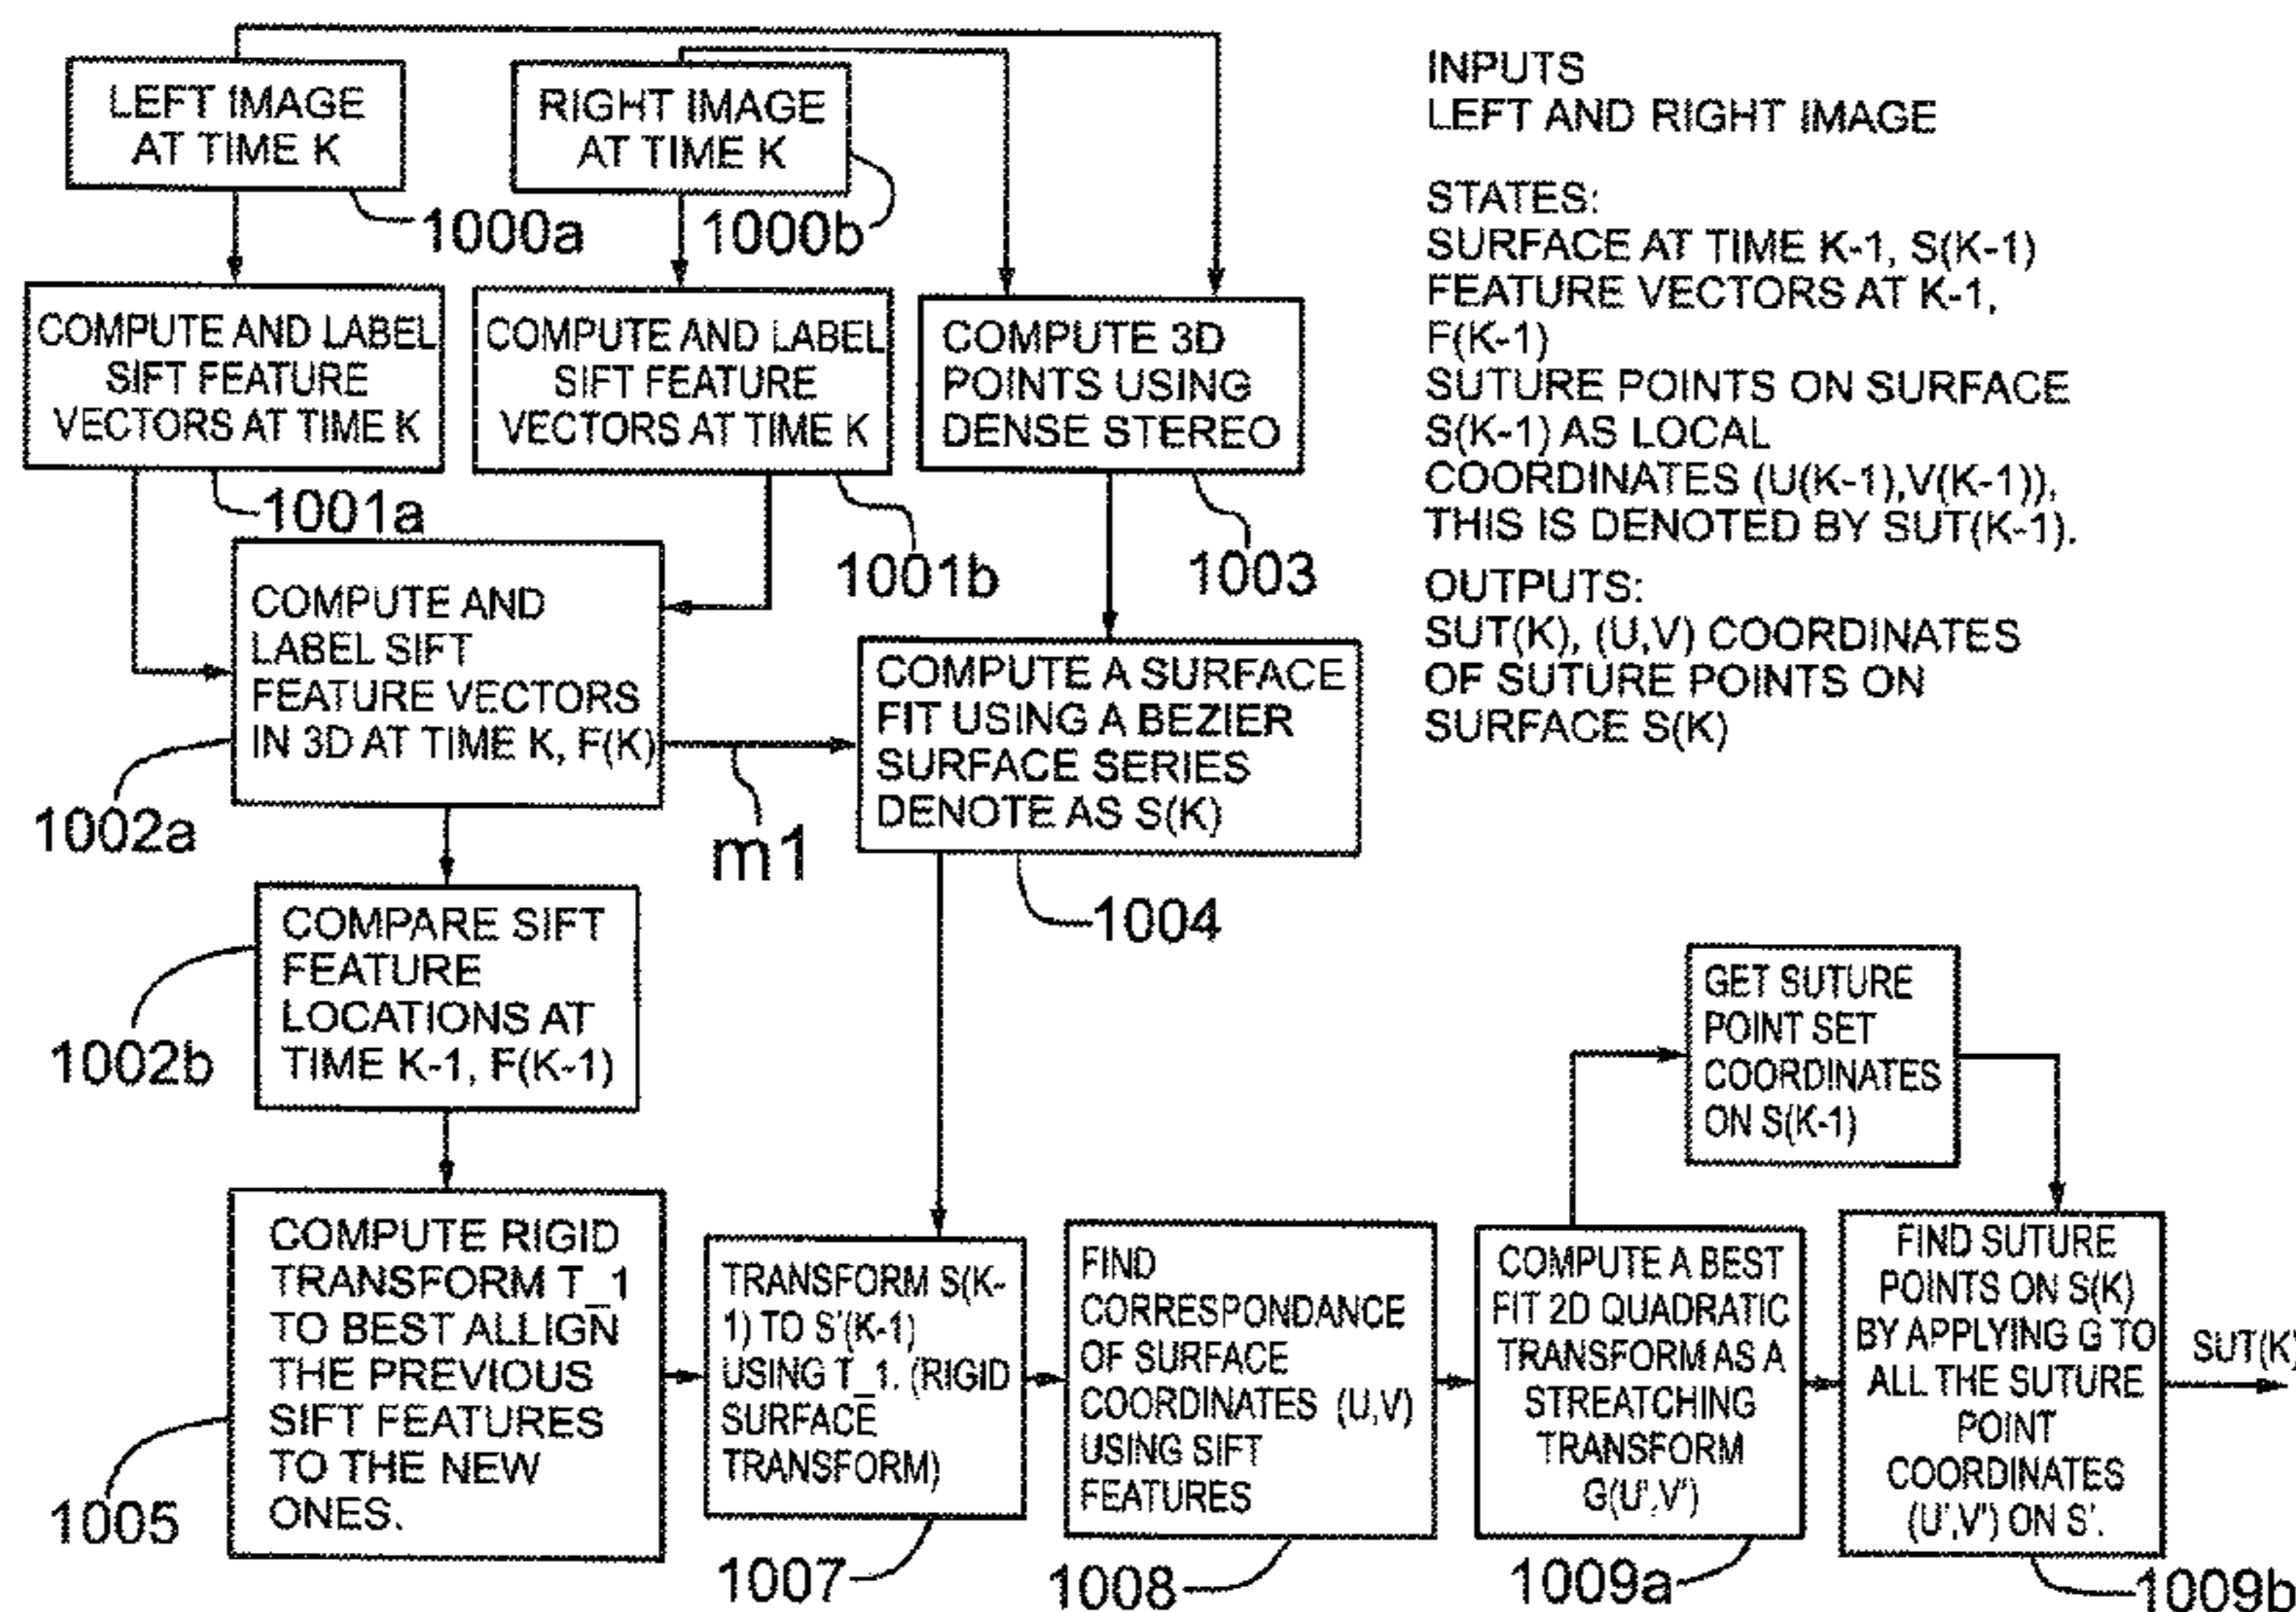 LEFT IMAGE
AT TIME K
1000a
RIGHT IMAGE
AT TIME K
1000b
COMPUTE AND LABEL
SIFT FEATURE
VECTORS AT TIME K
1001a
COMPUTE AND LABEL
SIFT FEATURE
VECTORS AT TIME K
1001b
COMPUTE 3D
POINTS USING
DENSE STEREO
1003
COMPUTE AND
LABEL SIFT
FEATURE VECTORS
IN 3D AT TIME K, F(K)
1002a
m1
COMPUTE A SURFACE
FIT USING A BEZIER
SURFACE SERIES
DENOTE AS S(K)
1004
COMPARE SIFT
FEATURE
LOCATIONS AT
TIME K-1, F(K-1)
1002b
COMPUTE RIGID
TRANSFORM T_1
TO BEST ALLIGN
THE PREVIOUS
SIFT FEATURES
TO THE NEW
ONES.
1005
TRANSFORM S(K-
1) TO S'(K-1)
USING T_1. (RIGID
SURFACE
TRANSFORM)
1007
FIND
CORRESPONDANCE
OF SURFACE
COORDINATES (U,V)
USING SIFT
FEATURES
1008
COMPUTE A BEST
FIT 2D QUADRATIC
TRANSFORM AS A
STREATCHING
TRANSFORM
G(U',V')
1009a
GET SUTURE
POINT SET
COORDINATES
ON S(K-1)
FIND SUTURE
POINTS ON S(K)
BY APPLYING G TO
ALL THE SUTURE
POINT
COORDINATES
(U',V') ON S'.
1009b
SUT(K)
INPUTS
LEFT AND RIGHT IMAGE
STATES:
SURFACE AT TIME K-1, S(K-1)
FEATURE VECTORS AT K-1,
F(K-1)
SUTURE POINTS ON SURFACE
S(K-1) AS LOCAL
COORDINATES (U(K-1),V(K-1)),
THIS IS DENOTED BY SUT(K-1).
OUTPUTS:
SUT(K), (U,V) COORDINATES
OF SUTURE POINTS ON
SURFACE S(K)